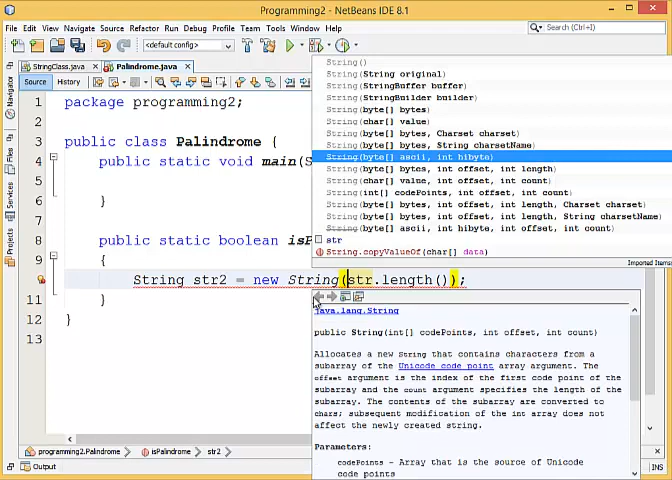 Programming2 - NetBeans IDE 8.1
File Edit View Navigate Source Refactor Run Debug Profile Team Tools Window Help
Search (Ctrl+I)
<default config>
StringClass.java
Palindrome.java
Source History
String()
String(String original)
String(StringBuffer buffer)
String(StringBuilder builder)
String(byte[] bytes)
String(char[] value)
String(byte[] bytes, Charset charset)
String(byte[] bytes, String charsetName)
String(byte[] ascii, int hibyte)
String(byte[] bytes, int offset, int length)
String(char[] value, int offset, int count)
String(int[] codePoints, int offset, int count)
String(byte[] bytes, int offset, int length, Charset charset)
String(byte[] bytes, int offset, int length, String charsetName)
String(byte[] ascii, int hibyte, int offset, int count)
str
String.copyValueOf(char[] data)
Imported Items;
Navigator
Files
Services
Projects
1 package programming2;
2
3 public class Palindrome {
4 public static void main(S
5
6 }
7
8 public static boolean isP
9 {
String str2 = new String(str.length());
11 }
12 }
13
java.lang.String
public String(int[] codePoints, int offset, int count)
Allocates a new String that contains characters from a
subarray of the Unicode code point array argument. The
offset argument is the index of the first code point of the
subarray and the count argument specifies the length of the
subarray. The contents of the subarray are converted to
chars; subsequent modification of the int array does not
affect the newly created string.
Parameters:
codePoints - Array that is the source of Unicode
code points
programming2.Palindrome isPalindrome str2
Output
INS